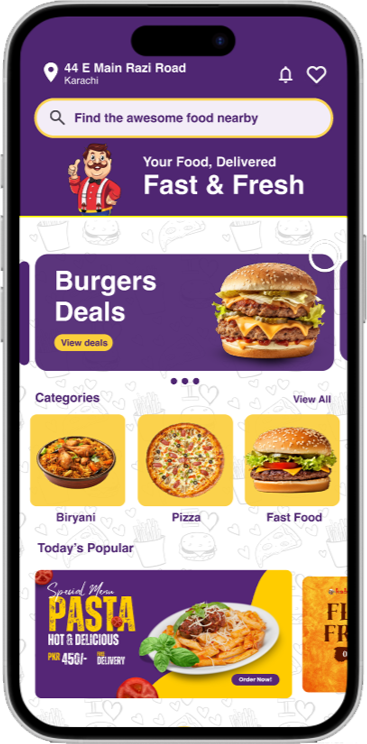 44 E Main Razi Road
Karachi
Find the awesome food nearby
Your Food, Delivered
Fast & Fresh
Burgers
Deals
View deals
Categories
View All
Biryani
Pizza
Fast Food
Today's Popular
Special Menu
PASTA
HOT & DELICIOUS
PKR 450/-
DELIVERY
Order Now!